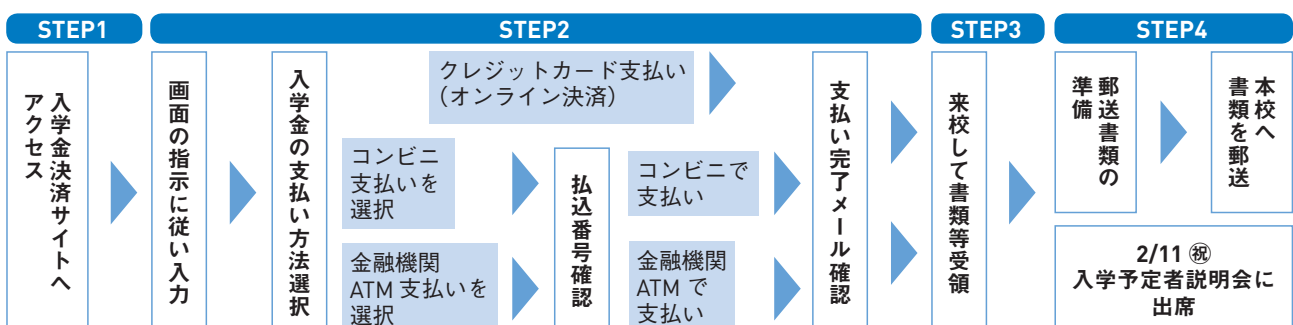 STEP1
STEP2
STEP3
STEP4
入学金決済サイトへ
アクセス
画面の指示に従い入力
入学金の支払い方法選択
クレジットカード支払い
（オンライン決済）
コンビニ
支払いを
選択
金融機関
ATM 支払いを
選択
払込番号確認
コンビニで
支払い
金融機関
ATM で
支払い
支払い完了メール確認
来校して書類等受領
郵送書類の
準備
本校へ
書類を郵送
2/11 ㊗
入学予定者説明会に
出席